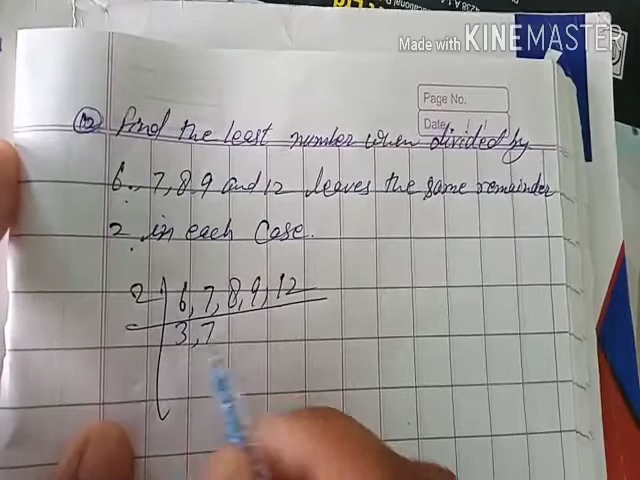 Made with KINEMASTER
Page No.
Date
12 Find the least number when divided by
6, 7, 8, 9 and 12 leaves the same remainder
2 in each case.
2 6, 7, 8, 9, 12
3, 7